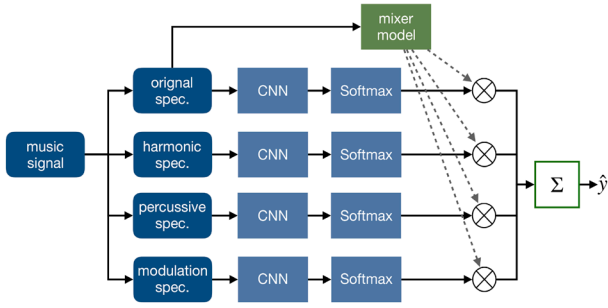 mixer
model
orignal
spec.
CNN
Softmax
music
signal
harmonic
spec.
CNN
Softmax
Σ
ŷ
percussive
spec.
CNN
Softmax
modulation
spec.
CNN
Softmax